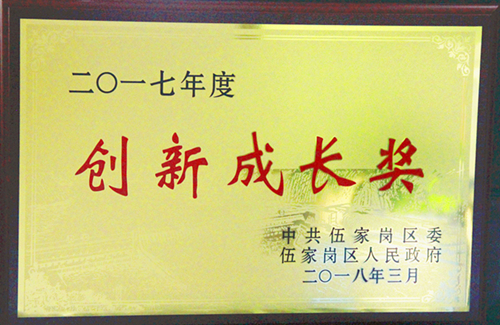 二〇一七年度
创新成长奖
中共伍家岗区委
伍家岗区人民政府
二〇一八年三月